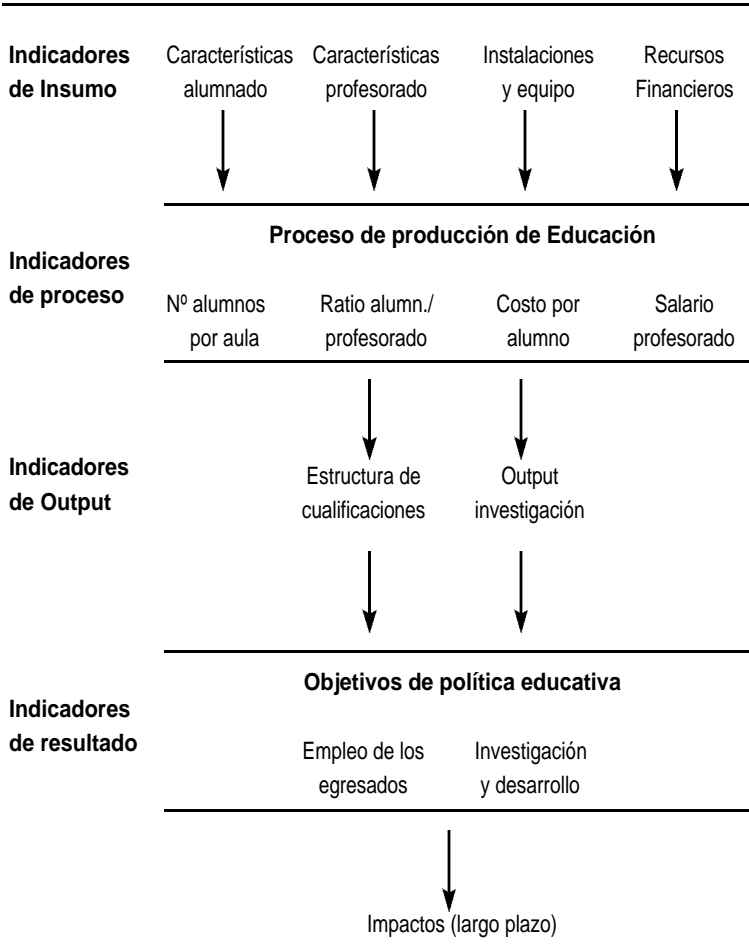 Indicadores
de Insumo
Características
alumnado
Características
profesorado
Instalaciones
y equipo
Recursos
Financieros
Proceso de producción de Educación
Indicadores
de proceso
Nº alumnos
por aula
Ratio alumn./
profesorado
Costo por
alumno
Salario
profesorado
Indicadores
de Output
Estructura de
cualificaciones
Output
investigación
Objetivos de política educativa
Indicadores
de resultado
Empleo de los
egresados
Investigación
y desarrollo
Impactos (largo plazo)